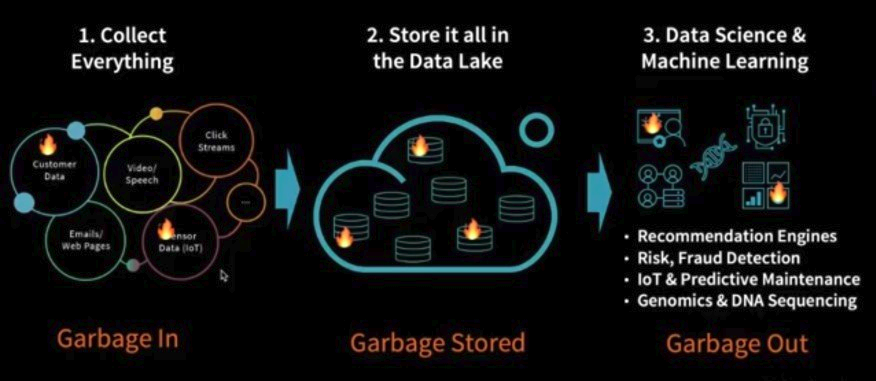 1. Collect
Everything
2. Store it all in
the Data Lake
3. Data Science &
Machine Learning
Customer
Data
Video/
Speech
Click
Streams
...
Emails/
Web Pages
ensor
Data (IoT)
• Recommendation Engines
• Risk, Fraud Detection
• IoT & Predictive Maintenance
• Genomics & DNA Sequencing
Garbage In
Garbage Stored
Garbage Out